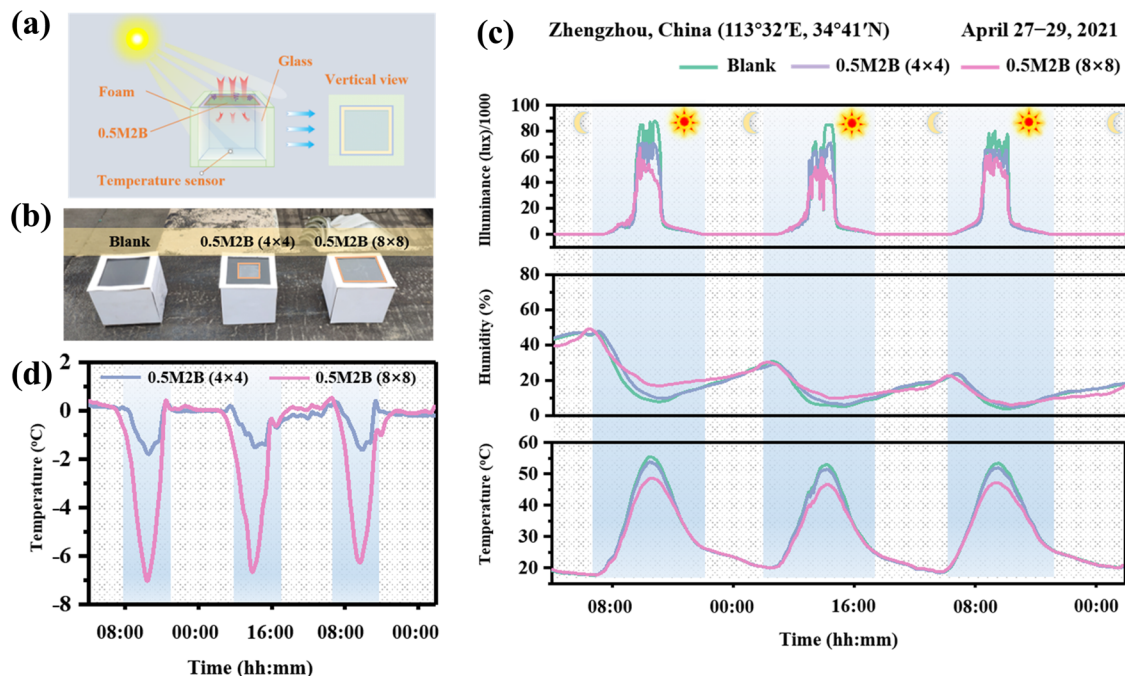 (a)
Glass
Vertical view
Foam
0.5M2B
Temperature sensor
(b)
Blank 0.5M2B (4×4) 0.5M2B (8×8)
(c)
Zhengzhou, China (113°32′E, 34°41′N) April 27–29, 2021
Blank 0.5M2B (4×4) 0.5M2B (8×8)
Illuminance (lux)/1000
100
80
60
40
20
0
Humidity (%)
80
60
40
20
0
Temperature (°C)
60
50
40
30
20
08:00 00:00 16:00 08:00 00:00
Time (hh:mm)
(d)
0.5M2B (4×4) 0.5M2B (8×8)
Temperature (°C)
2
0
-2
-4
-6
-8
08:00 00:00 16:00 08:00 00:00
Time (hh:mm)